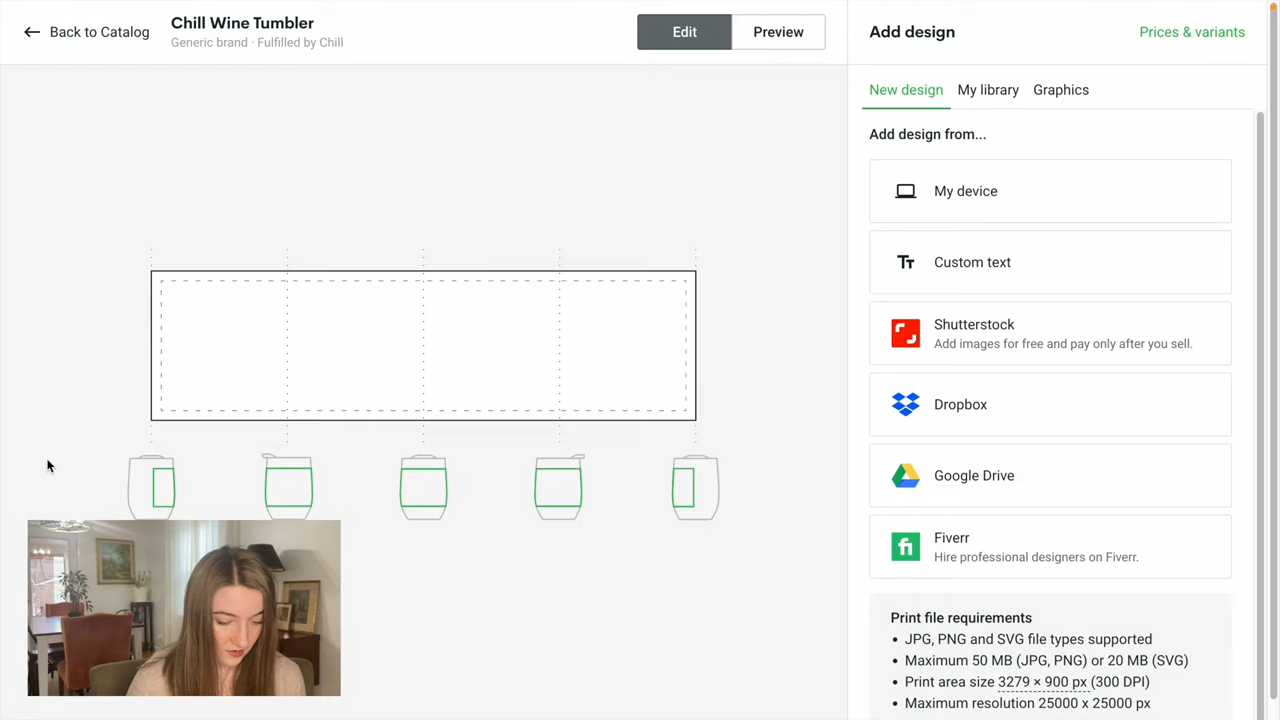 Back to Catalog
Chill Wine Tumbler
Generic brand · Fulfilled by Chill
Edit
Preview
Add design
Prices & variants
New design
My library
Graphics
Add design from...
My device
Tт Custom text
Shutterstock
Add images for free and pay only after you sell.
Dropbox
Google Drive
fi
Fiverr
Hire professional designers on Fiverr.
Print file requirements
• JPG, PNG and SVG file types supported
• Maximum 50 MB (JPG, PNG) or 20 MB (SVG)
• Print area size 3279 × 900 px (300 DPI)
• Maximum resolution 25000 x 25000 px